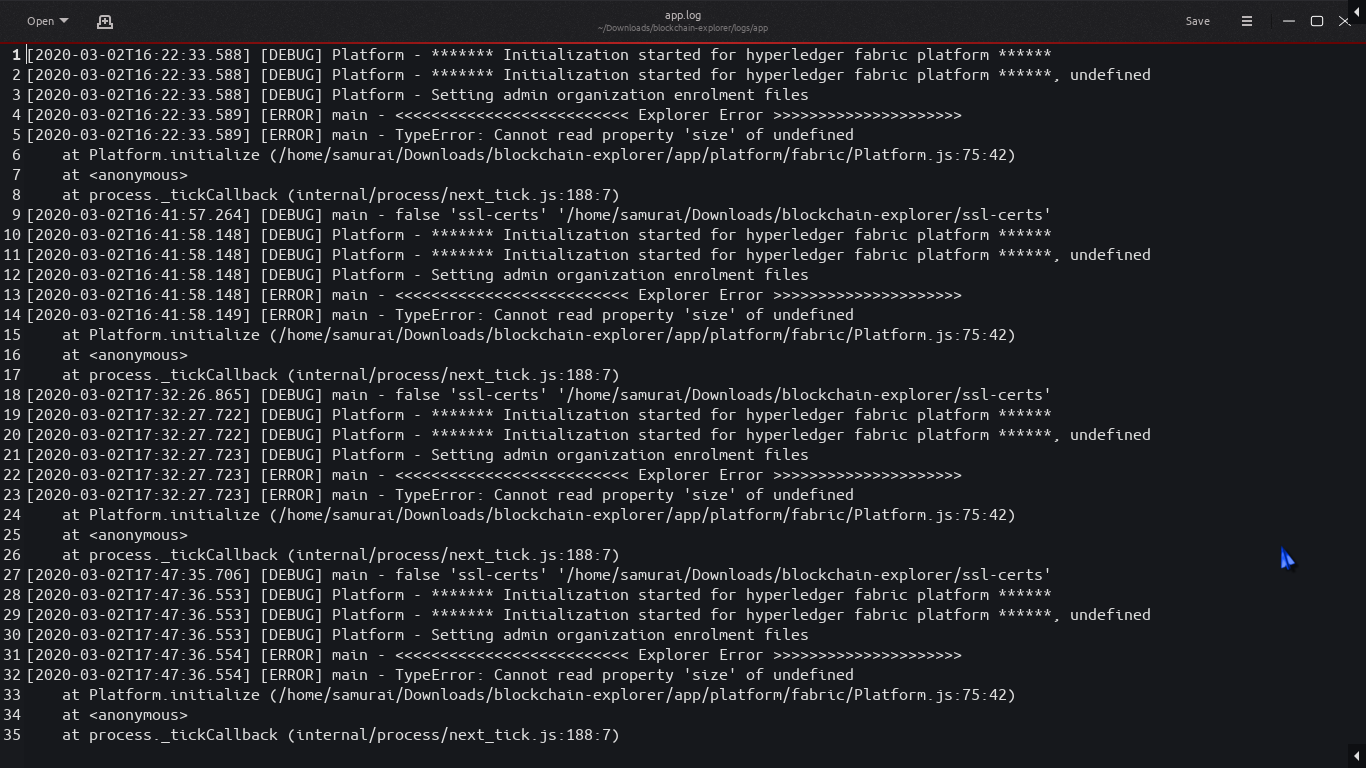 Open
app.log
~/Downloads/blockchain-explorer/logs/app
Save
1 [2020-03-02T16:22:33.588] [DEBUG] Platform - ******* Initialization started for hyperledger fabric platform ******
2 [2020-03-02T16:22:33.588] [DEBUG] Platform - ******* Initialization started for hyperledger fabric platform ******, undefined
3 [2020-03-02T16:22:33.588] [DEBUG] Platform - Setting admin organization enrolment files
4 [2020-03-02T16:22:33.589] [ERROR] main - <<<<<<<<<<<<<<<<<<<<<<<<<< Explorer Error >>>>>>>>>>>>>>>>>>>>>
5 [2020-03-02T16:22:33.589] [ERROR] main - TypeError: Cannot read property 'size' of undefined
6     at Platform.initialize (/home/samurai/Downloads/blockchain-explorer/app/platform/fabric/Platform.js:75:42)
7     at <anonymous>
8     at process._tickCallback (internal/process/next_tick.js:188:7)
9 [2020-03-02T16:41:57.264] [DEBUG] main - false 'ssl-certs' '/home/samurai/Downloads/blockchain-explorer/ssl-certs'
10 [2020-03-02T16:41:58.148] [DEBUG] Platform - ******* Initialization started for hyperledger fabric platform ******
11 [2020-03-02T16:41:58.148] [DEBUG] Platform - ******* Initialization started for hyperledger fabric platform ******, undefined
12 [2020-03-02T16:41:58.148] [DEBUG] Platform - Setting admin organization enrolment files
13 [2020-03-02T16:41:58.148] [ERROR] main - <<<<<<<<<<<<<<<<<<<<<<<<<< Explorer Error >>>>>>>>>>>>>>>>>>>>>
14 [2020-03-02T16:41:58.149] [ERROR] main - TypeError: Cannot read property 'size' of undefined
15     at Platform.initialize (/home/samurai/Downloads/blockchain-explorer/app/platform/fabric/Platform.js:75:42)
16     at <anonymous>
17     at process._tickCallback (internal/process/next_tick.js:188:7)
18 [2020-03-02T17:32:26.865] [DEBUG] main - false 'ssl-certs' '/home/samurai/Downloads/blockchain-explorer/ssl-certs'
19 [2020-03-02T17:32:27.722] [DEBUG] Platform - ******* Initialization started for hyperledger fabric platform ******
20 [2020-03-02T17:32:27.722] [DEBUG] Platform - ******* Initialization started for hyperledger fabric platform ******, undefined
21 [2020-03-02T17:32:27.723] [DEBUG] Platform - Setting admin organization enrolment files
22 [2020-03-02T17:32:27.723] [ERROR] main - <<<<<<<<<<<<<<<<<<<<<<<<<< Explorer Error >>>>>>>>>>>>>>>>>>>>>
23 [2020-03-02T17:32:27.723] [ERROR] main - TypeError: Cannot read property 'size' of undefined
24     at Platform.initialize (/home/samurai/Downloads/blockchain-explorer/app/platform/fabric/Platform.js:75:42)
25     at <anonymous>
26     at process._tickCallback (internal/process/next_tick.js:188:7)
27 [2020-03-02T17:47:35.706] [DEBUG] main - false 'ssl-certs' '/home/samurai/Downloads/blockchain-explorer/ssl-certs'
28 [2020-03-02T17:47:36.553] [DEBUG] Platform - ******* Initialization started for hyperledger fabric platform ******
29 [2020-03-02T17:47:36.553] [DEBUG] Platform - ******* Initialization started for hyperledger fabric platform ******, undefined
30 [2020-03-02T17:47:36.553] [DEBUG] Platform - Setting admin organization enrolment files
31 [2020-03-02T17:47:36.554] [ERROR] main - <<<<<<<<<<<<<<<<<<<<<<<<<< Explorer Error >>>>>>>>>>>>>>>>>>>>>
32 [2020-03-02T17:47:36.554] [ERROR] main - TypeError: Cannot read property 'size' of undefined
33     at Platform.initialize (/home/samurai/Downloads/blockchain-explorer/app/platform/fabric/Platform.js:75:42)
34     at <anonymous>
35     at process._tickCallback (internal/process/next_tick.js:188:7)